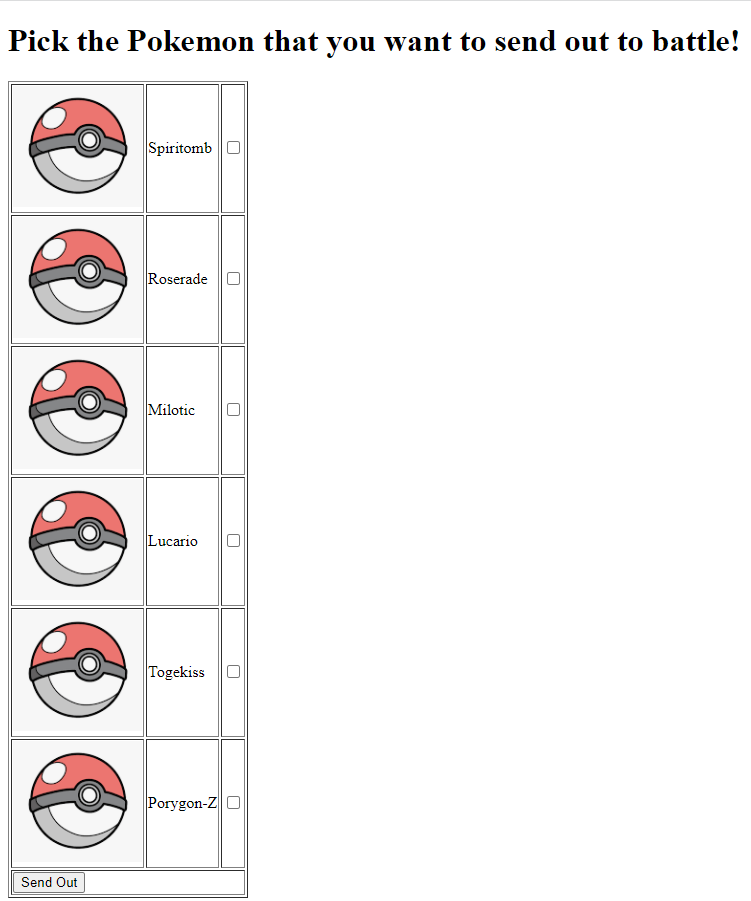 Pick the Pokemon that you want to send out to battle!
Spiritomb
Roserade
Milotic
Lucario
Togekiss
Porygon-Z
Send Out